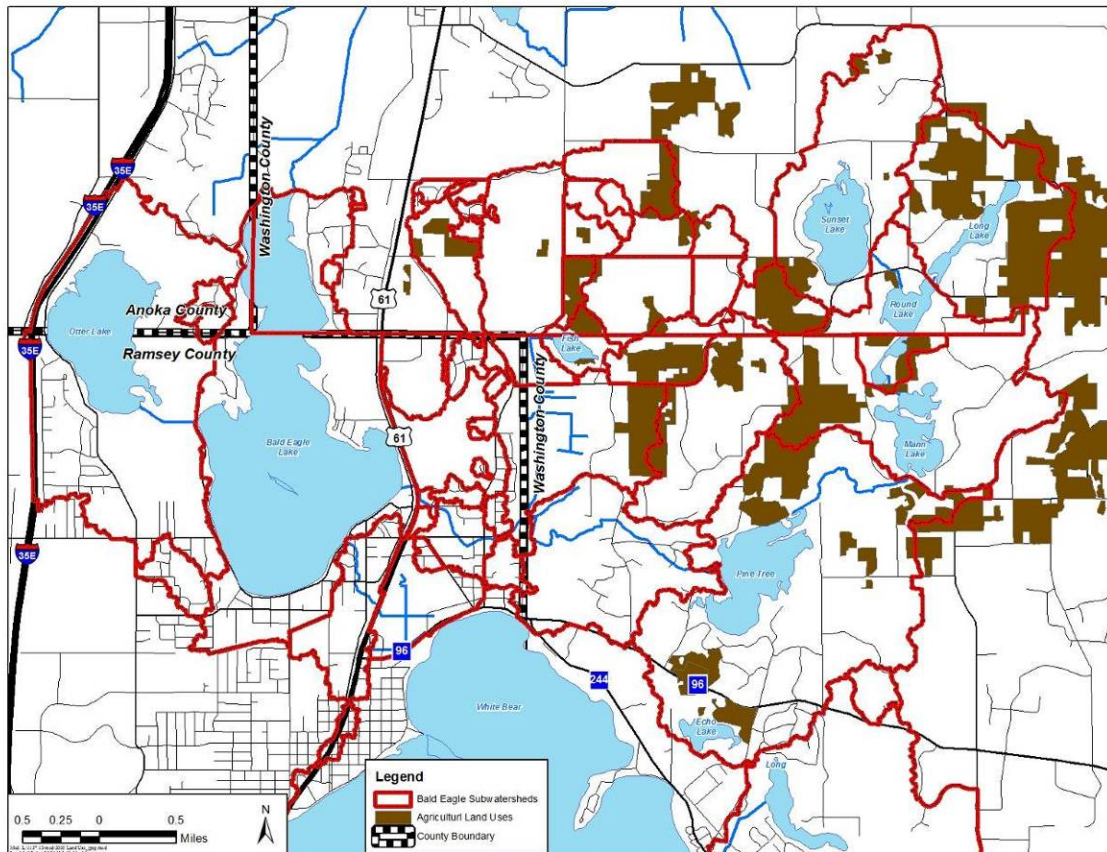 35E
35E
Washington County
Sunset
Lake
Long
Lake
Round
Lake
61
Anoka County
Otter Lake
Ramsey County
35E
Fish
Lake
Washington County
61
Bald Eagle
Lake
Mann
Lake
35E
Pine Tree
96
244
96
White Bear
Echo
Lake
Long
Legend
Bald Eagle Subwatersheds
Agricultural Land Uses
County Boundary
0.5 0.25 0 0.5
Miles
N